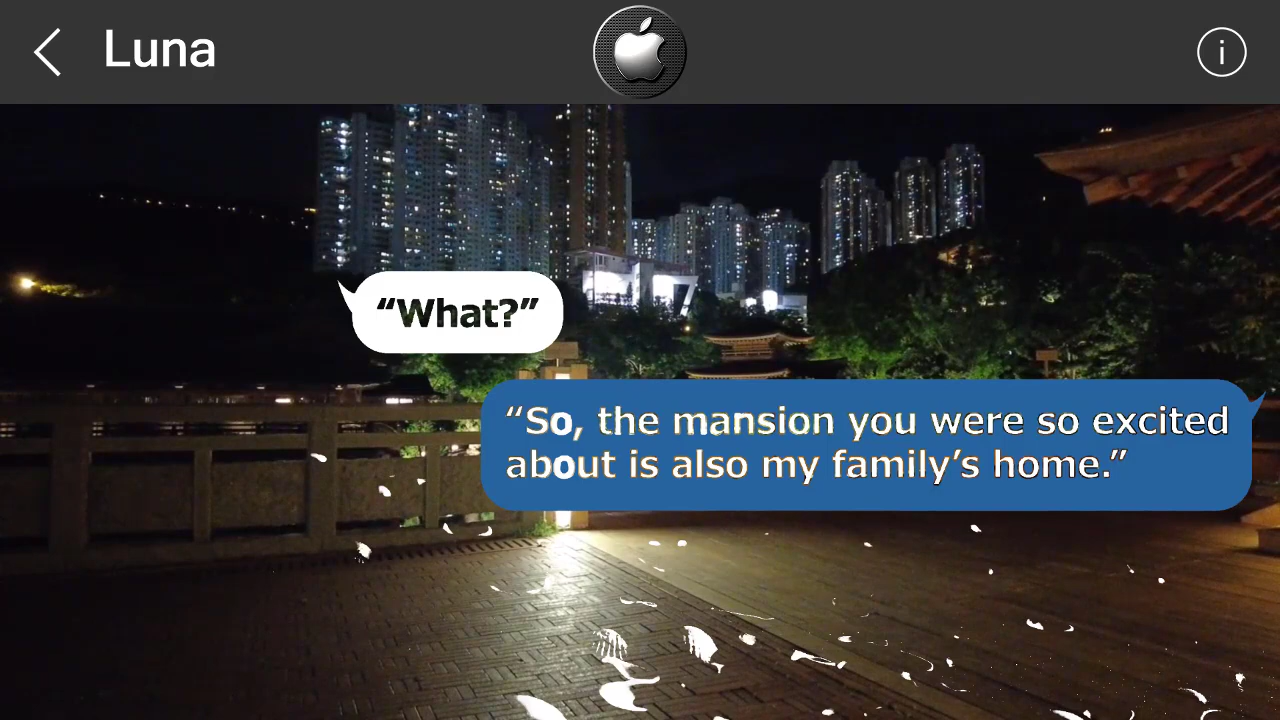 Luna
“What?”
“So, the mansion you were so excited
about is also my family’s home.”